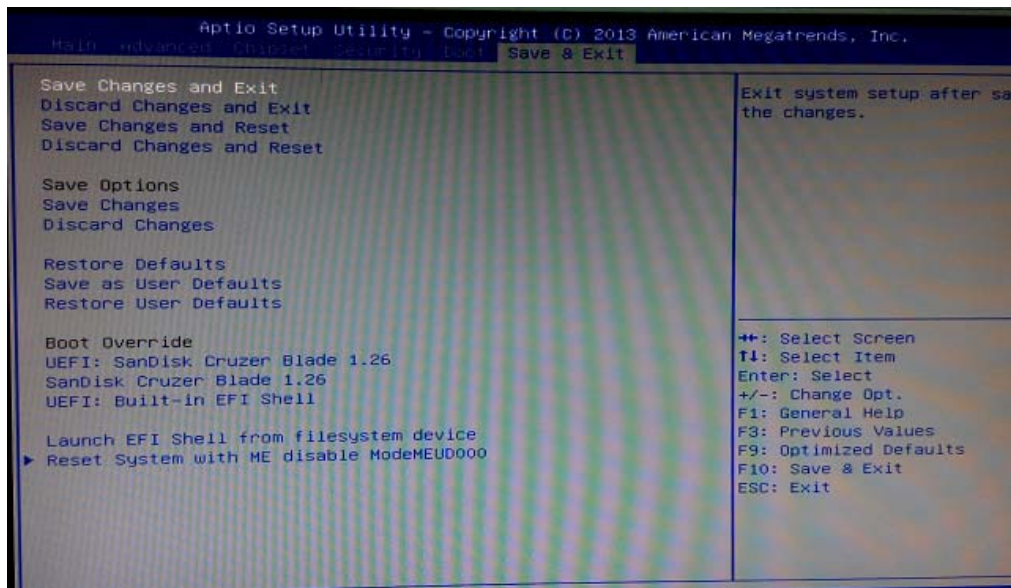 Aptio Setup Utility - Copyright (C) 2013 American Megatrends, Inc.
Main Advanced Chipset Security Boot Save & Exit
Save Changes and Exit
Discard Changes and Exit
Save Changes and Reset
Discard Changes and Reset
Save Options
Save Changes
Discard Changes
Restore Defaults
Save as User Defaults
Restore User Defaults
Boot Override
UEFI: SanDisk Cruzer Blade 1.26
SanDisk Cruzer Blade 1.26
UEFI: Built-in EFI Shell
Launch EFI Shell from filesystem device
Reset System with ME disable ModeMEUD000
Exit system setup after sa
the changes.
→←: Select Screen
↑↓: Select Item
Enter: Select
+/-: Change Opt.
F1: General Help
F3: Previous Values
F9: Optimized Defaults
F10: Save & Exit
ESC: Exit